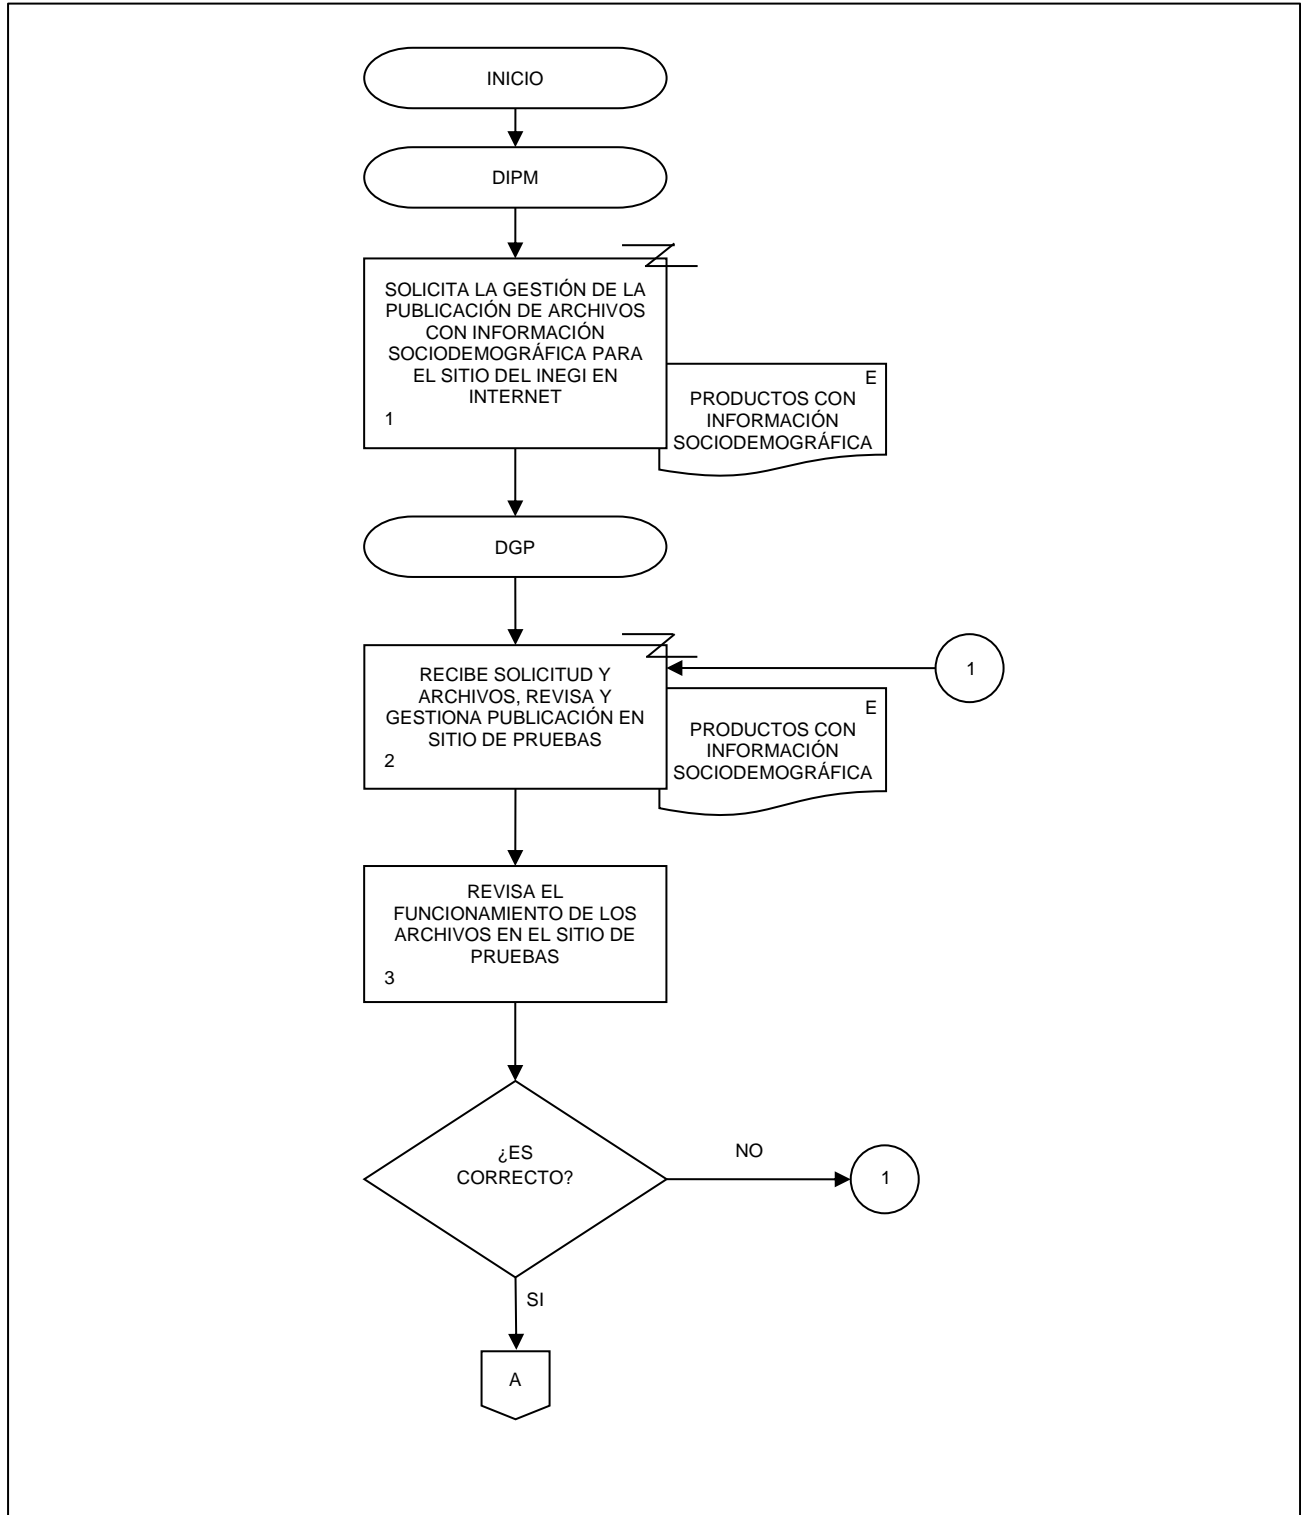 INICIO
DIPM
SOLICITA LA GESTIÓN DE LA
PUBLICACIÓN DE ARCHIVOS
CON INFORMACIÓN
SOCIODEMOGRÁFICA PARA
EL SITIO DEL INEGI EN
INTERNET
1
E
PRODUCTOS CON
INFORMACIÓN
SOCIODEMOGRÁFICA
DGP
RECIBE SOLICITUD Y
ARCHIVOS, REVISA Y
GESTIONA PUBLICACIÓN EN
SITIO DE PRUEBAS
2
1
E
PRODUCTOS CON
INFORMACIÓN
SOCIODEMOGRÁFICA
REVISA EL
FUNCIONAMIENTO DE LOS
ARCHIVOS EN EL SITIO DE
PRUEBAS
3
¿ES
CORRECTO?
NO
1
SI
A